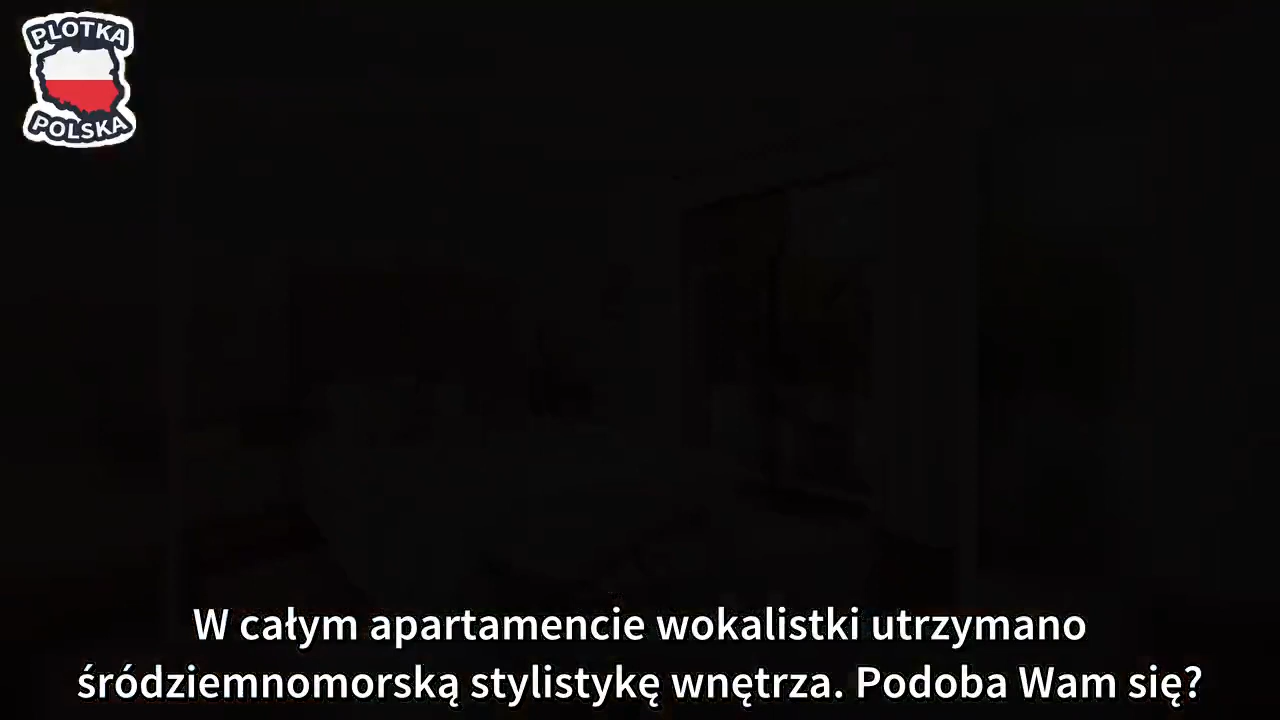 PLOTKA
POLSKA
W całym apartamencie wokalistki utrzymano
śródziemnomorską stylistykę wnętrza. Podoba Wam się?